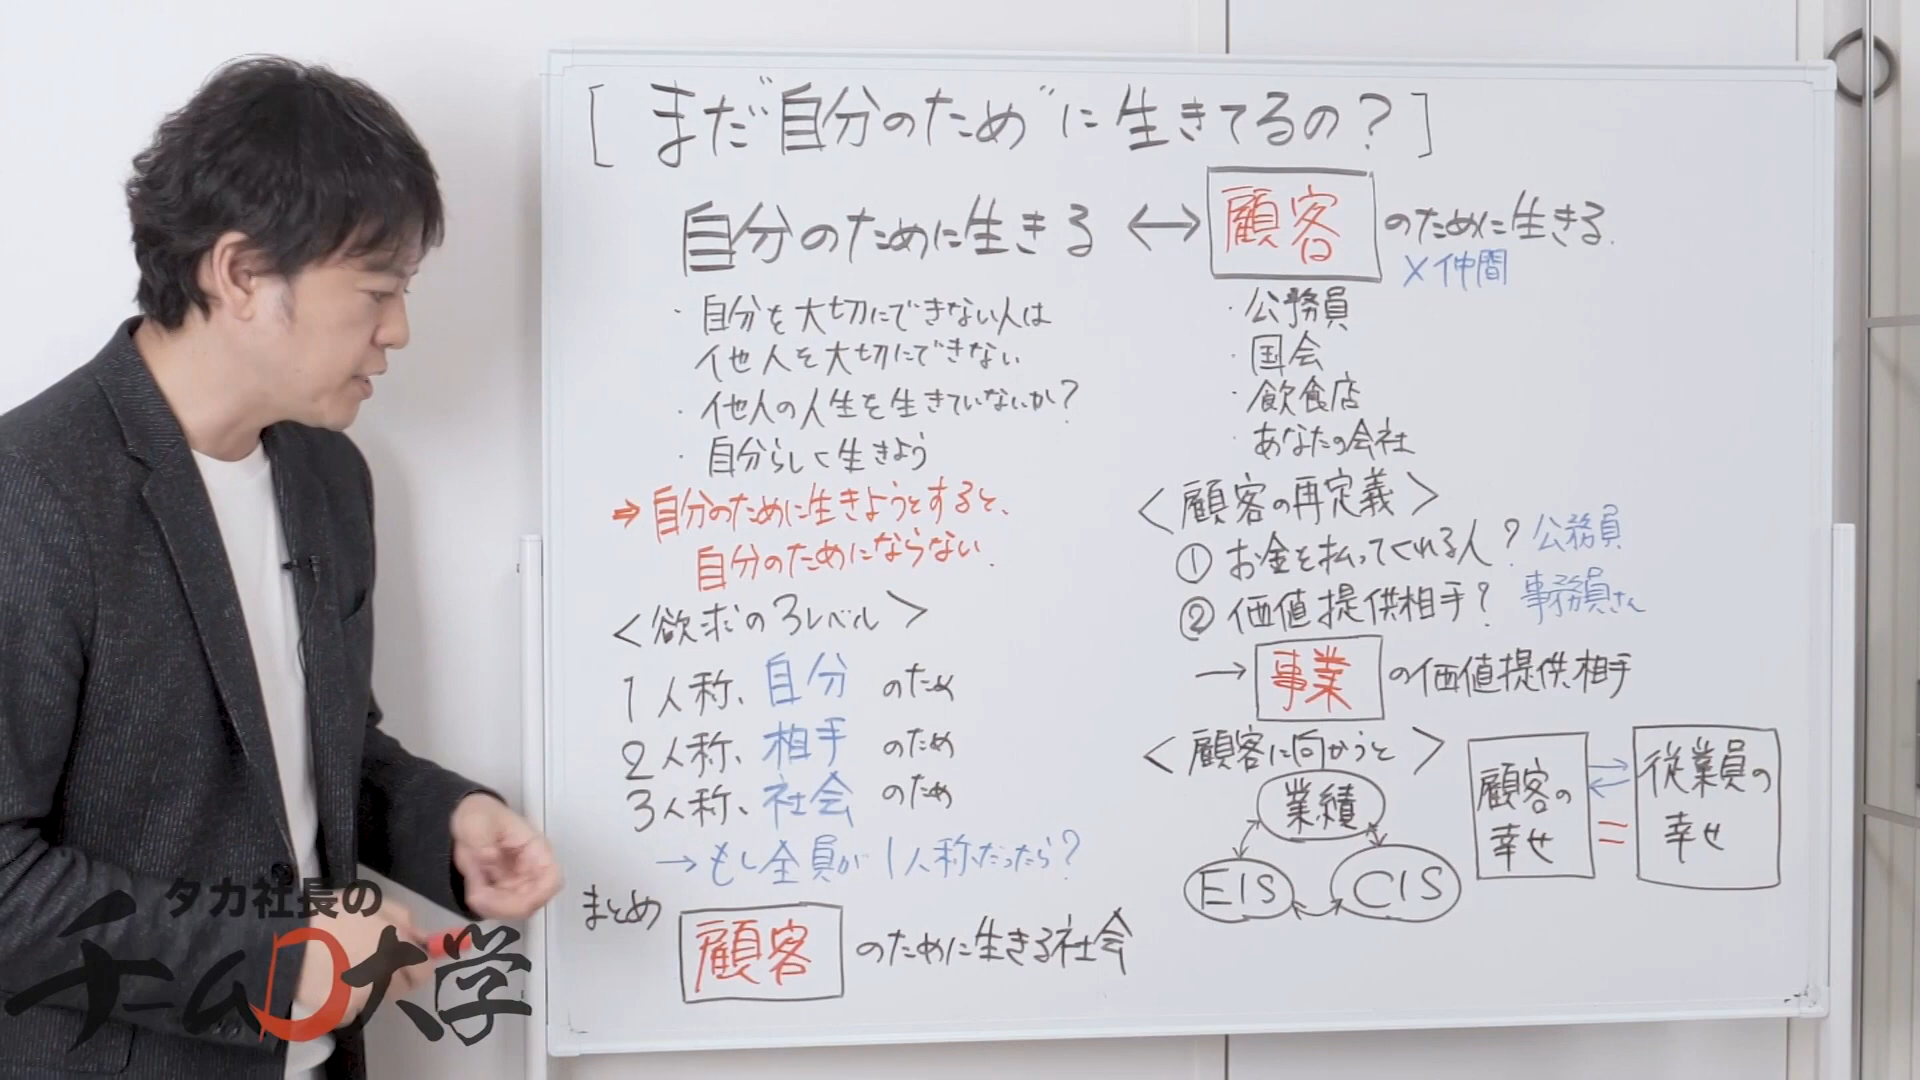 [ まだ"自分のため"に生きてるの? ]
自分のために生きる ↔ 顧客 のために生きる.
×仲間
・自分を大切にできない人は
他人を大切にできない
・他人の人生を生きていないか?
・自分らしく生きよう
⇒ 自分のために生きようとすると、
自分のためにならない.
<欲求の3レベル>
1人称、自分 のため
2人称、相手 のため
3人称、社会 のため
→もし全員が1人称だったら?
まとめ
顧客 のために生きる社会
・公務員
・国会
・飲食店
・あなたの会社
<顧客の再定義>
① お金を払ってくれる人? 公務員
② 価値提供相手? 事務員さん
→ 事業 の価値提供相手
<顧客に向かうと>
業績
EIS
CIS
顧客の
幸せ
=
従業員の
幸せ
タカ社長の
チームD大学